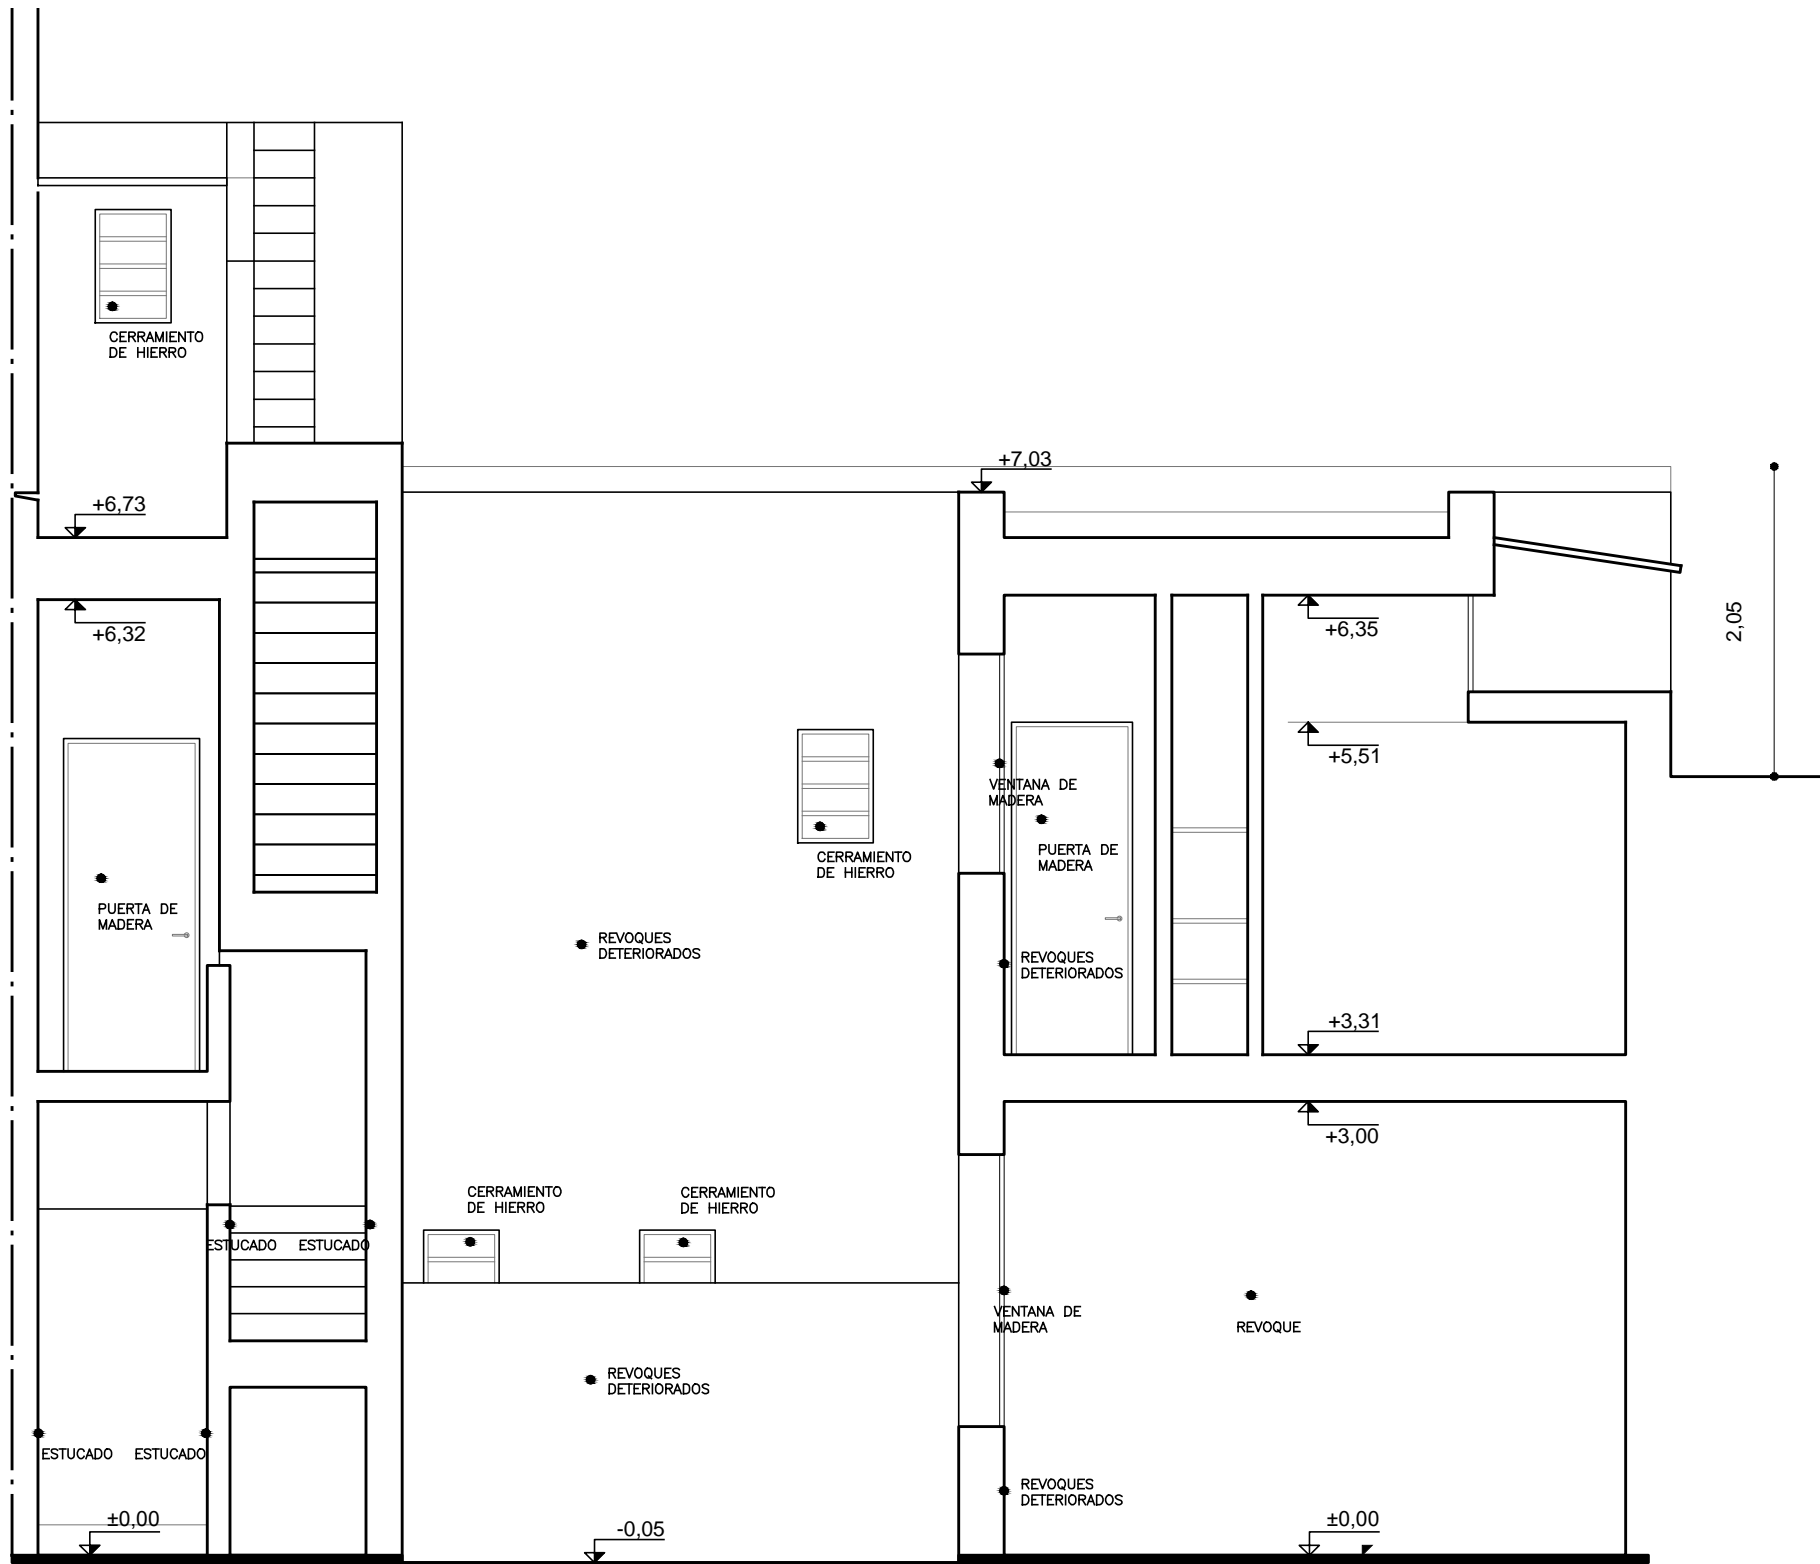 CERRAMIENTO
DE HIERRO
+7,03
+6,73
2,05
+6,32
+6,35
+5,51
VENTANA DE
MADERA
PUERTA DE
MADERA
CERRAMIENTO
DE HIERRO
PUERTA DE
MADERA
REVOQUES
DETERIORADOS
REVOQUES
DETERIORADOS
+3,31
+3,00
CERRAMIENTO
DE HIERRO
CERRAMIENTO
DE HIERRO
ESTUCADO
ESTUCADO
VENTANA DE
MADERA
REVOQUE
REVOQUES
DETERIORADOS
ESTUCADO
ESTUCADO
REVOQUES
DETERIORADOS
±0,00
-0,05
±0,00